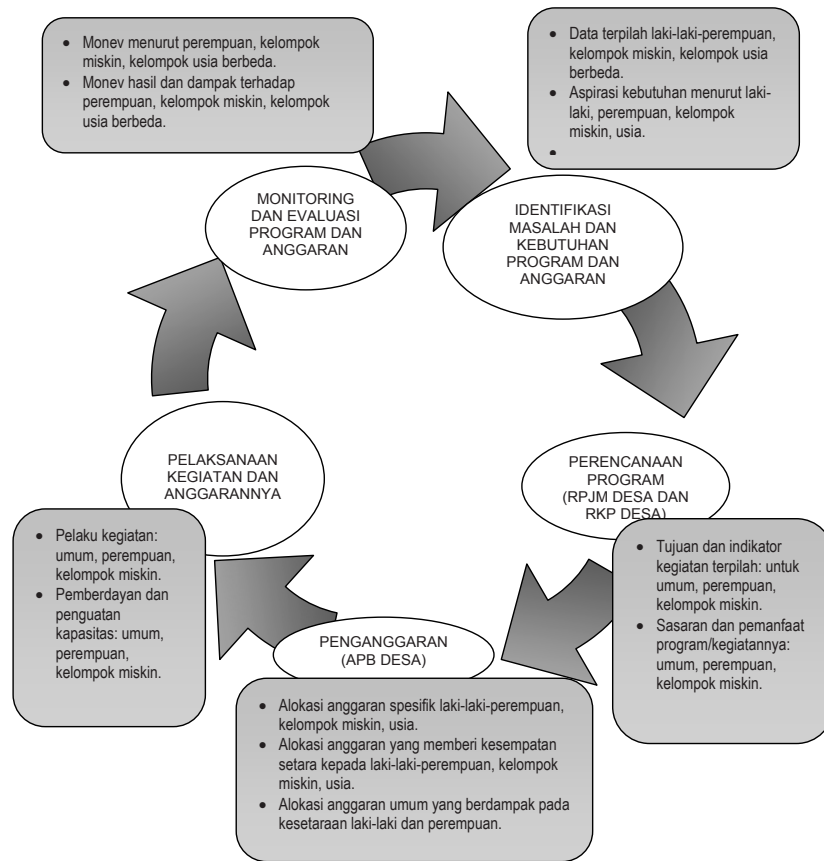 • Monev menurut perempuan, kelompok
miskin, kelompok usia berbeda.
• Monev hasil dan dampak terhadap
perempuan, kelompok miskin, kelompok
usia berbeda.
• Data terpilah laki-laki-perempuan,
kelompok miskin, kelompok usia
berbeda.
• Aspirasi kebutuhan menurut laki-
laki, perempuan, kelompok
miskin, usia.
•
MONITORING
DAN EVALUASI
PROGRAM DAN
ANGGARAN
IDENTIFIKASI
MASALAH DAN
KEBUTUHAN
PROGRAM DAN
ANGGARAN
PELAKSANAAN
KEGIATAN DAN
ANGGARANNYA
PERENCANAAN
PROGRAM
(RPJM DESA DAN
RKP DESA)
• Pelaku kegiatan:
umum, perempuan,
kelompok miskin.
• Pemberdayan dan
penguatan
kapasitas: umum,
perempuan,
kelompok miskin.
• Tujuan dan indikator
kegiatan terpilah: untuk
umum, perempuan,
kelompok miskin.
• Sasaran dan pemanfaat
program/kegiatannya:
umum, perempuan,
kelompok miskin.
PENGANGGARAN
(APB DESA)
• Alokasi anggaran spesifik laki-laki-perempuan,
kelompok miskin, usia.
• Alokasi anggaran yang memberi kesempatan
setara kepada laki-laki-perempuan, kelompok
miskin, usia.
• Alokasi anggaran umum yang berdampak pada
kesetaraan laki-laki dan perempuan.